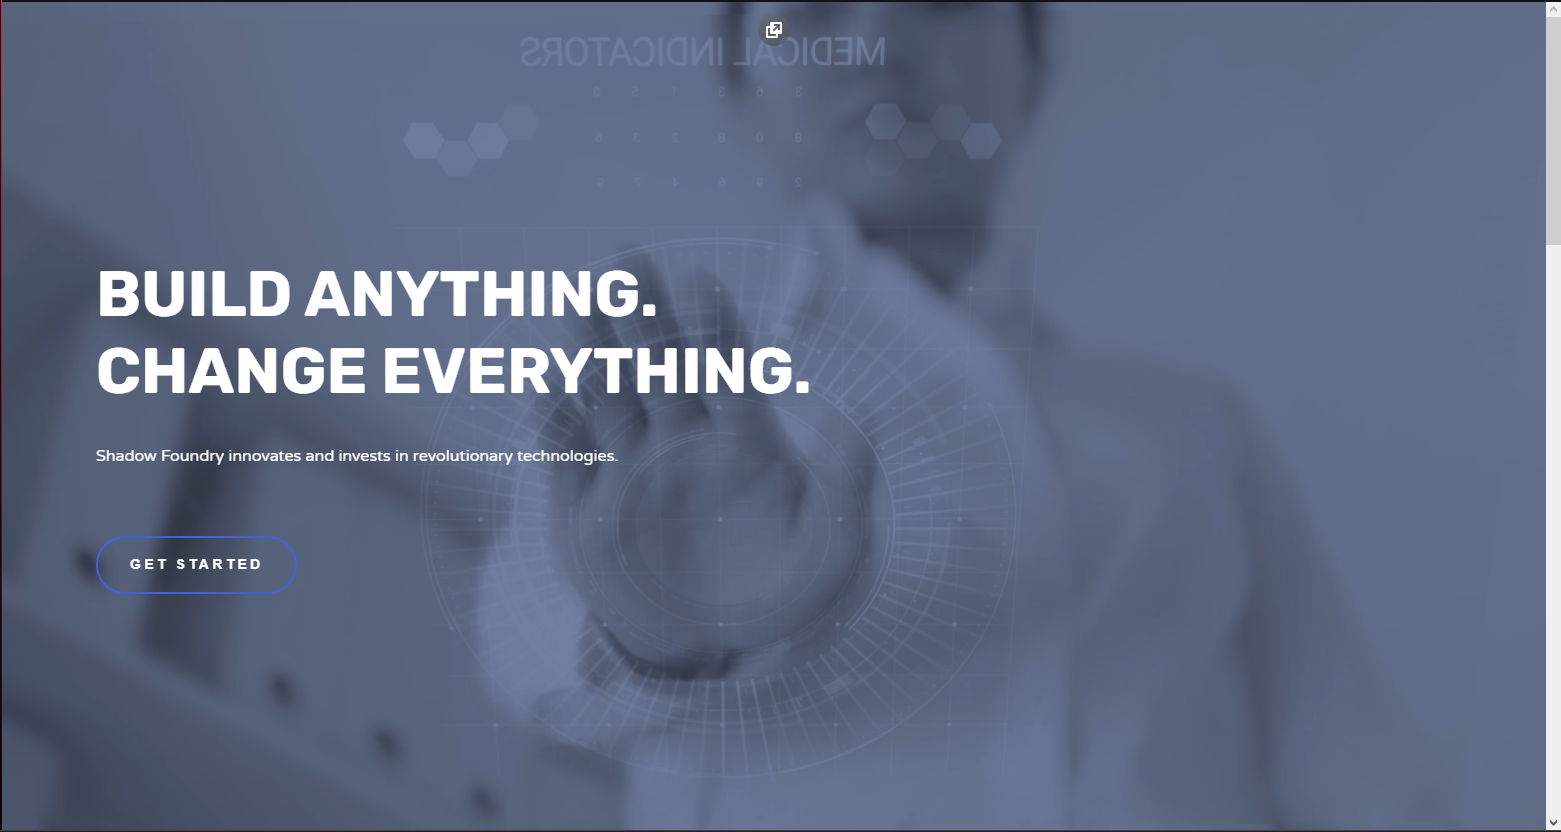 MEDICAL INDICATORS
BUILD ANYTHING.
CHANGE EVERYTHING.
Shadow Foundry innovates and invests in revolutionary technologies.
GET STARTED